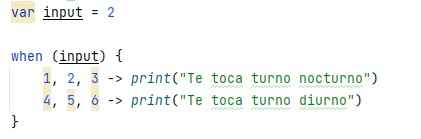 var input = 2
when (input) {
1, 2, 3 -> print("Te toca turno nocturno")
4, 5, 6 -> print("Te toca turno diurno")
}